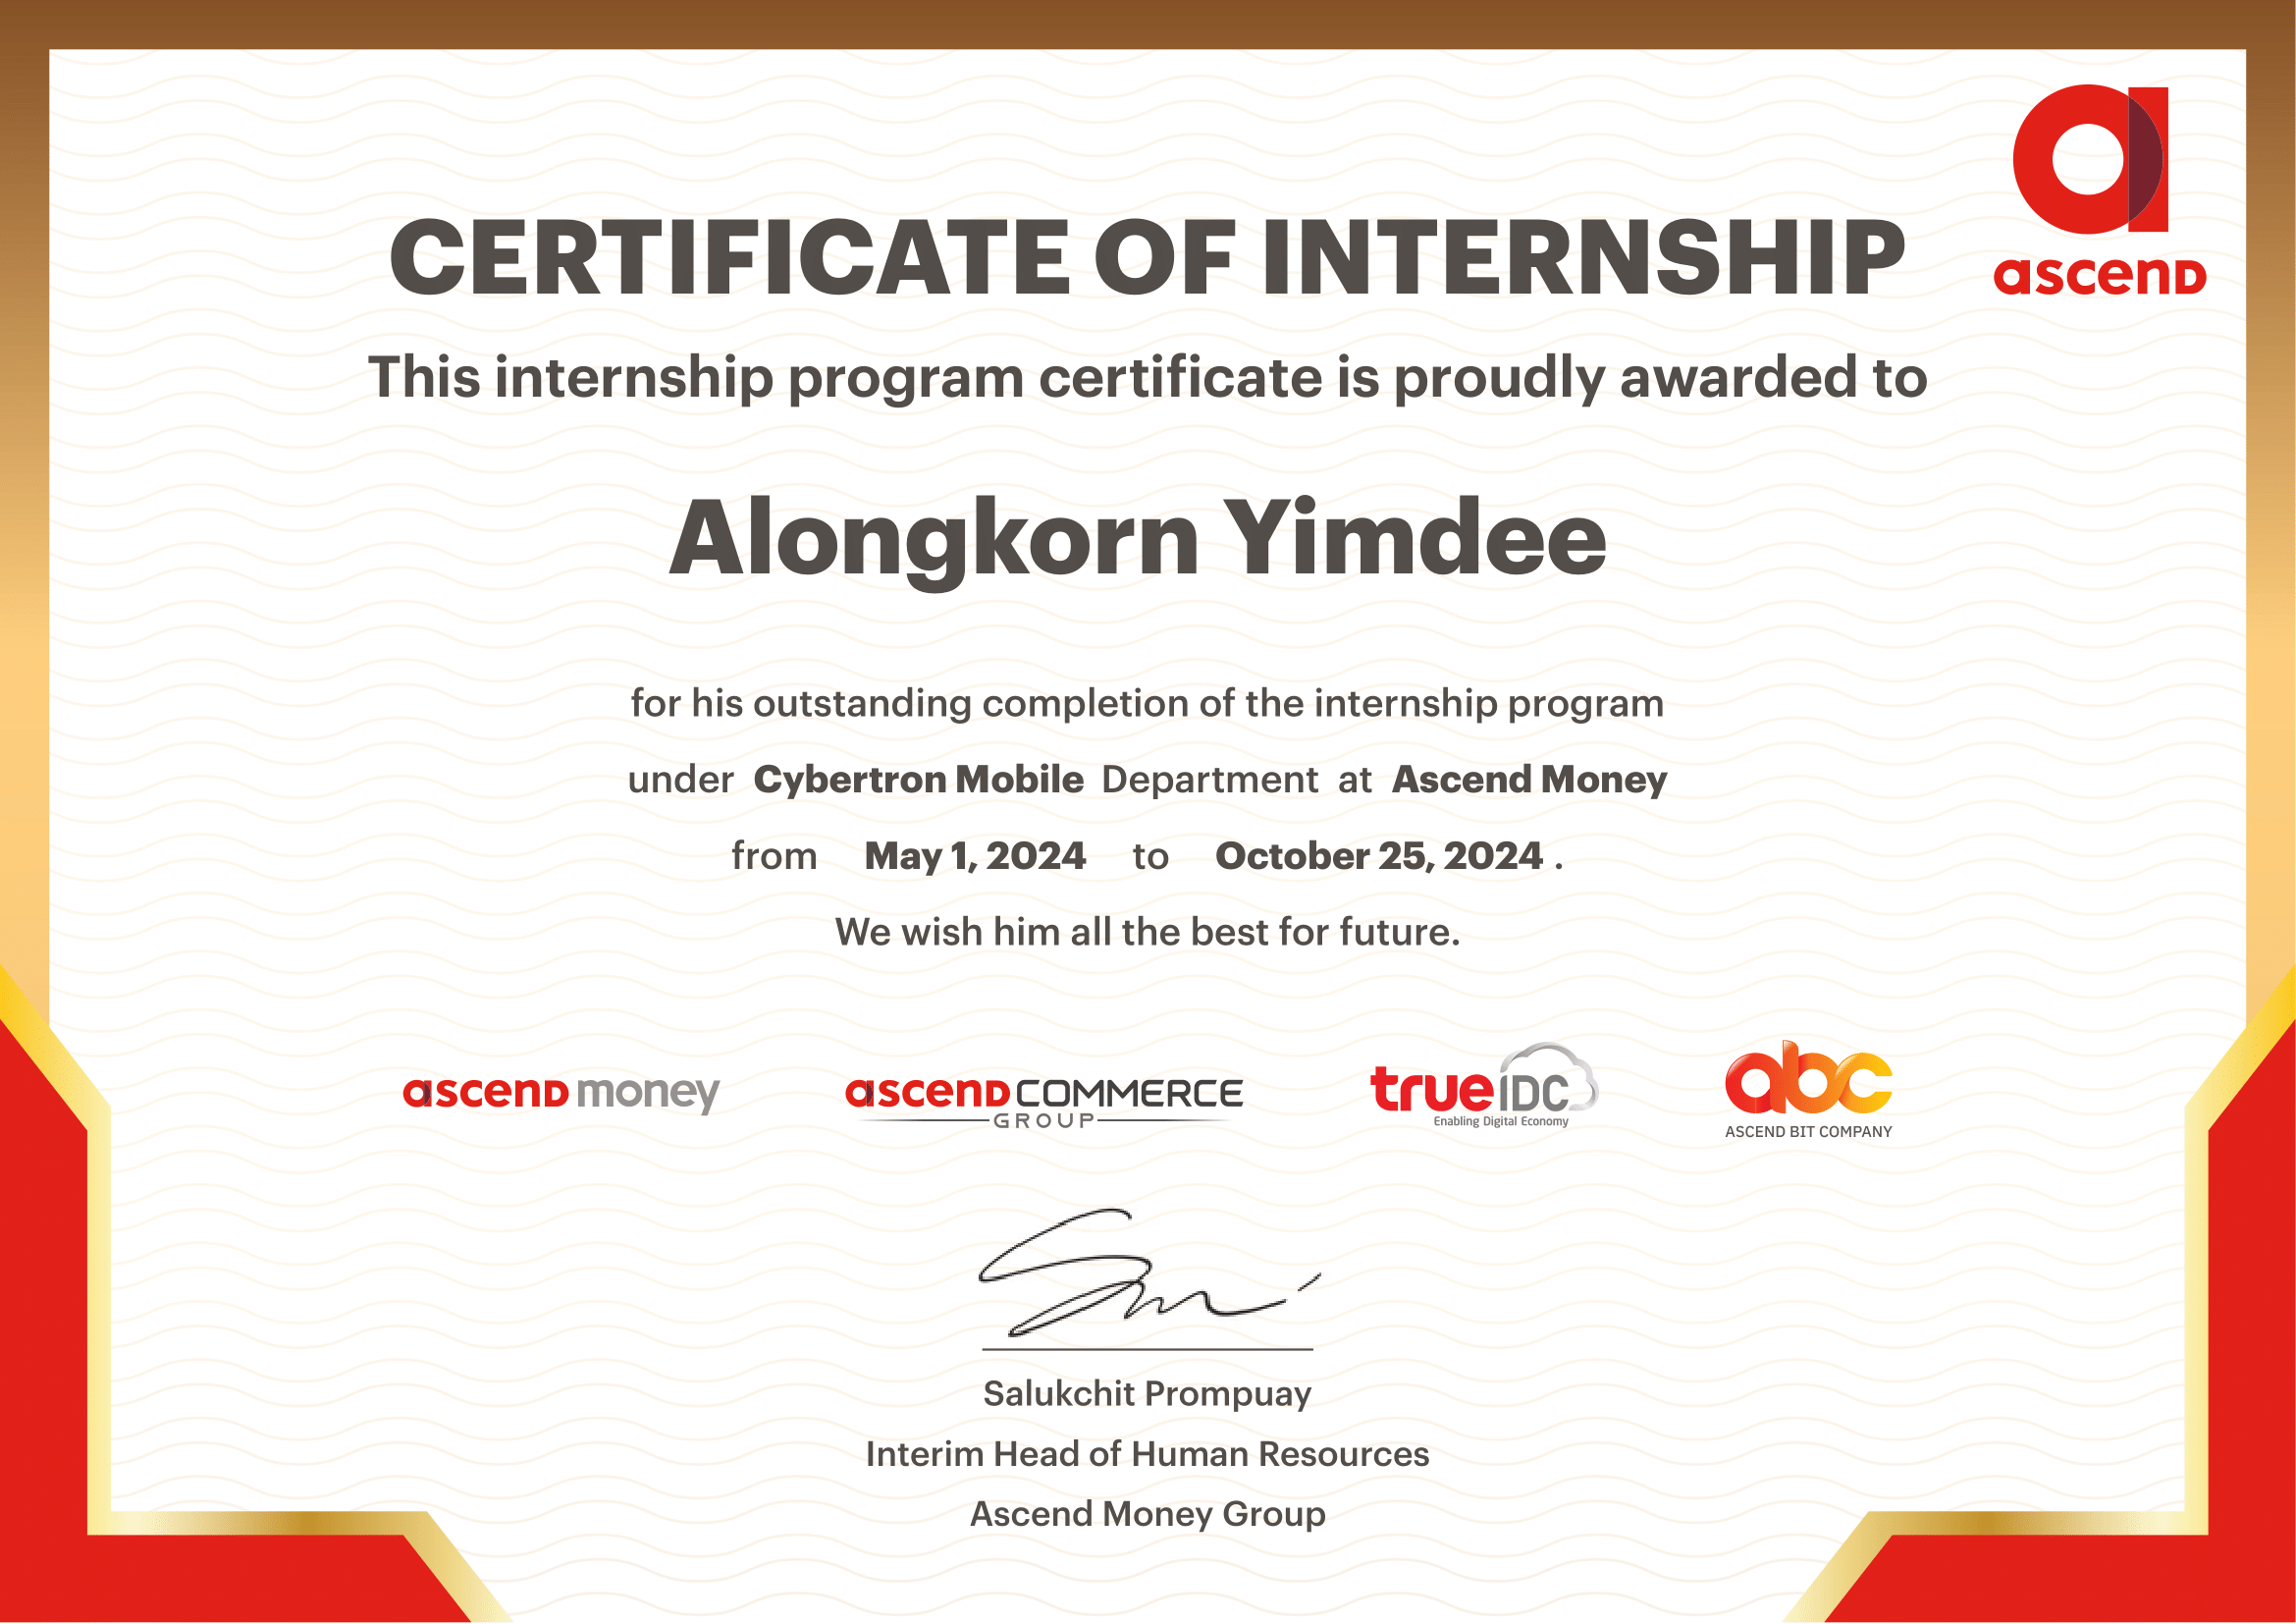 ascend
CERTIFICATE OF INTERNSHIP
This internship program certificate is proudly awarded to
Alongkorn Yimdee
for his outstanding completion of the internship program
under Cybertron Mobile Department at Ascend Money
from May 1, 2024 to October 25, 2024 .
We wish him all the best for future.
ascend money
ascend COMMERCE
GROUP
true IDC
Enabling Digital Economy
abc
ASCEND BIT COMPANY
Salukchit Prompuay
Interim Head of Human Resources
Ascend Money Group